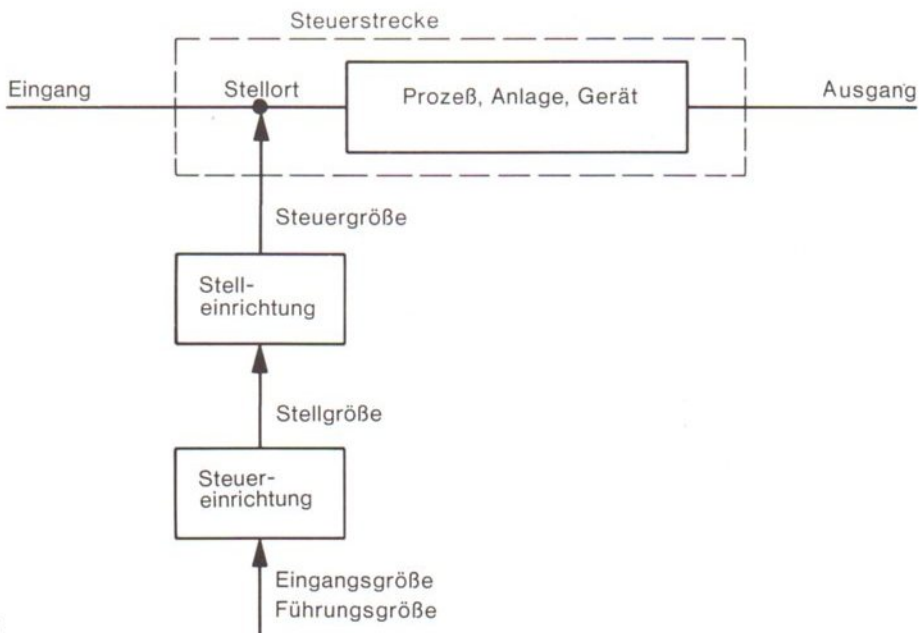 Steuerstrecke
Eingang
Stellort
Prozeß, Anlage, Gerät
Ausgang
Steuergröße
Stell-
einrichtung
Stellgröße
Steuer-
einrichtung
Eingangsgröße
Führungsgröße